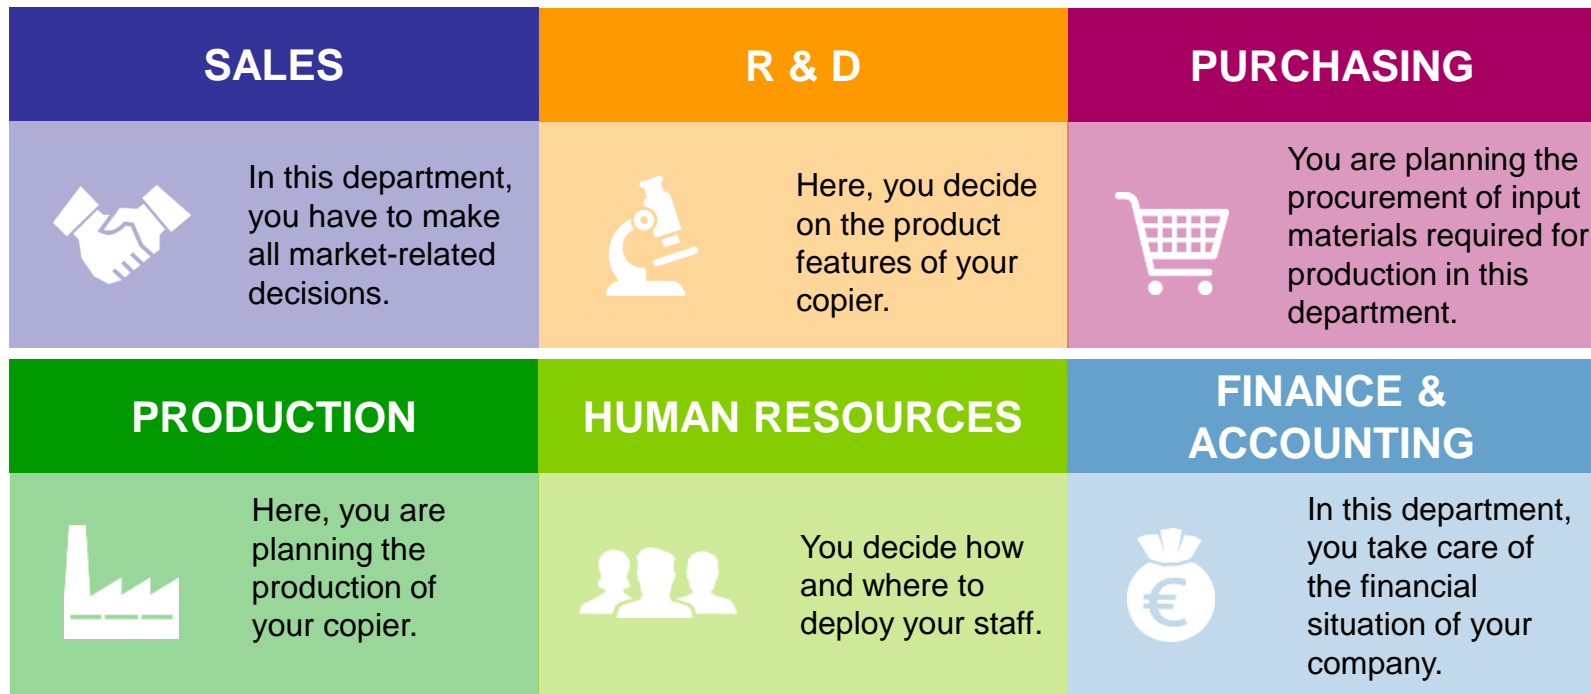 SALES
In this department,
you have to make
all market-related
decisions.
R & D
Here, you decide
on the product
features of your
copier.
PURCHASING
You are planning the
procurement of input
materials required for
production in this
department.
PRODUCTION
Here, you are
planning the
production of
your copier.
HUMAN RESOURCES
You decide how
and where to
deploy your staff.
FINANCE &
ACCOUNTING
€
In this department,
you take care of
the financial
situation of your
company.